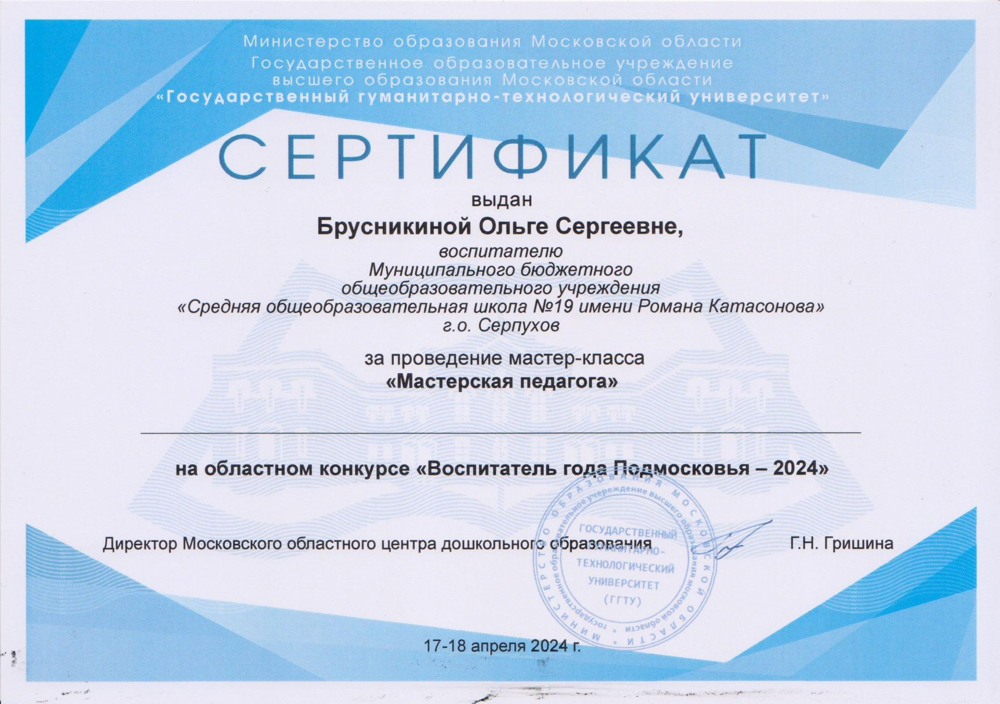 Министерство образования Московской области
Государственное образовательное учреждение
высшего образования Московской области
«Государственный гуманитарно-технологический университет»
СЕРТИФИКАТ
выдан
Брусникиной Ольге Сергеевне,
воспитателю
Муниципального бюджетного
общеобразовательного учреждения
«Средняя общеобразовательная школа №19 имени Романа Катасонова»
г.о. Серпухов
за проведение мастер-класса
«Мастерская педагога»
на областном конкурсе «Воспитатель года Подмосковья – 2024»
Директор Московского областного центра дошкольного образования
Г.Н. Гришина
МИНИСТЕРСТВО ОБРАЗОВАНИЯ МОСКОВСКОЙ ОБЛАСТИ *
государственное образовательное учереждение высшего образования московской области *
ГОСУДАРСТВЕННЫЙ
ГУМАНИТАРНО-
ТЕХНОЛОГИЧЕСКИЙ
УНИВЕРСИТЕТ
(ГГТУ)
17-18 апреля 2024 г.